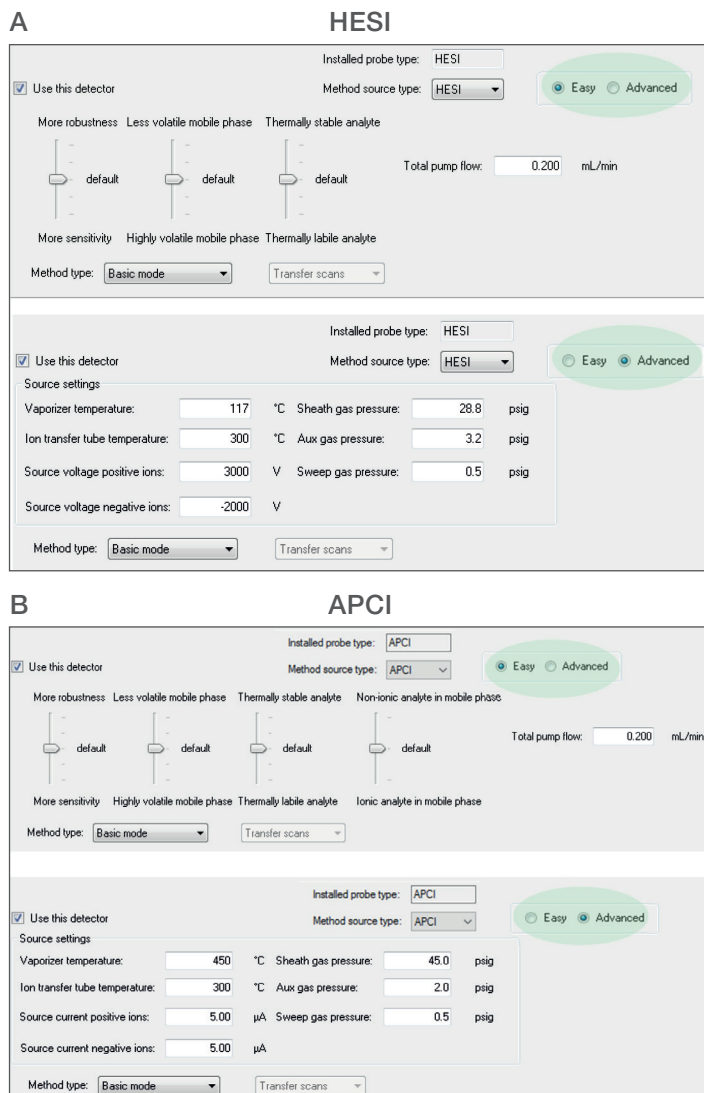 A HESI
Installed probe type: HESI
Use this detector Method source type: HESI Easy Advanced
More robustness Less volatile mobile phase Thermally stable analyte
default default default Total pump flow: 0.200 mL/min
More sensitivity Highly volatile mobile phase Thermally labile analyte
Method type: Basic mode Transfer scans
Installed probe type: HESI
Use this detector Method source type: HESI Easy Advanced
Source settings
Vaporizer temperature: 117 °C Sheath gas pressure: 28.8 psig
Ion transfer tube temperature: 300 °C Aux gas pressure: 3.2 psig
Source voltage positive ions: 3000 V Sweep gas pressure: 0.5 psig
Source voltage negative ions: -2000 V
Method type: Basic mode Transfer scans
B APCI
Installed probe type: APCI
Use this detector Method source type: APCI Easy Advanced
More robustness Less volatile mobile phase Thermally stable analyte Non-ionic analyte in mobile phase
default default default default Total pump flow: 0.200 mL/min
More sensitivity Highly volatile mobile phase Thermally labile analyte Ionic analyte in mobile phase
Method type: Basic mode Transfer scans
Installed probe type: APCI
Use this detector Method source type: APCI Easy Advanced
Source settings
Vaporizer temperature: 450 °C Sheath gas pressure: 45.0 psig
Ion transfer tube temperature: 300 °C Aux gas pressure: 2.0 psig
Source current positive ions: 5.00 µA Sweep gas pressure: 0.5 psig
Source current negative ions: 5.00 µA
Method type: Basic mode Transfer scans